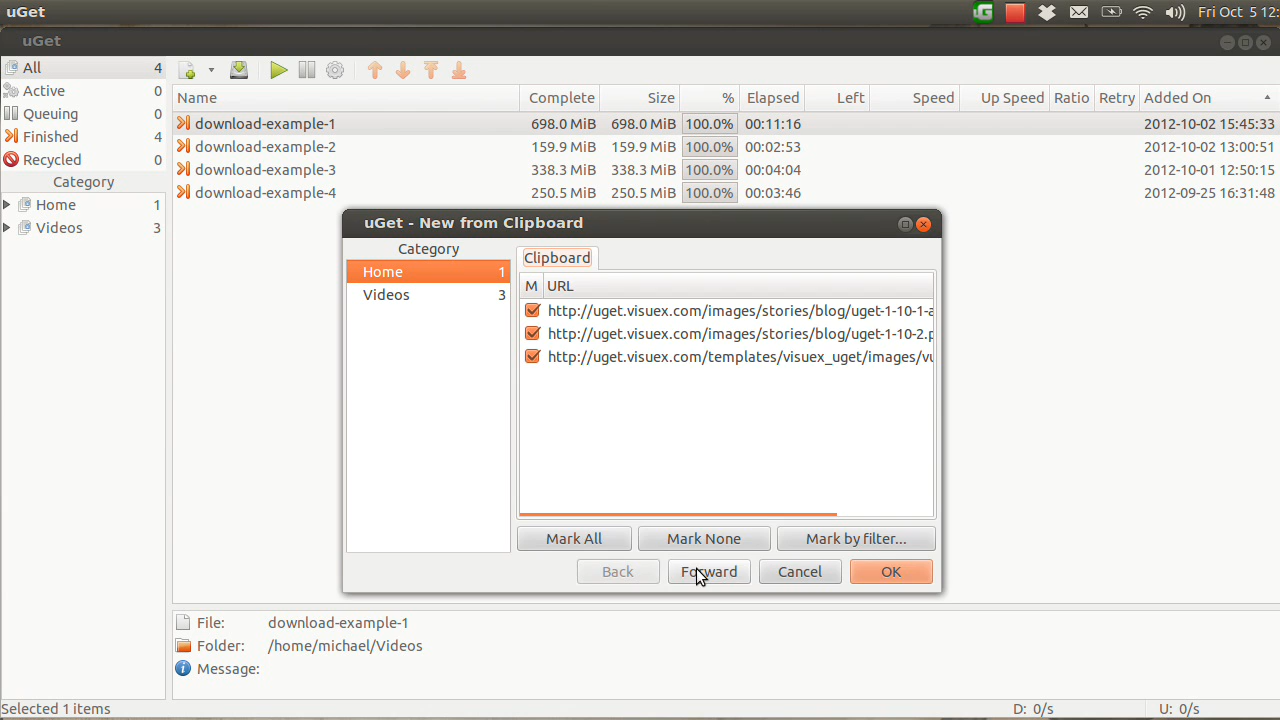 uGet
Fri Oct 5 12:
uGet
All 4
Active 0
Queuing 0
Finished 4
Recycled 0
Category
Home 1
Videos 3
Name Complete Size % Elapsed Left Speed Up Speed Ratio Retry Added On
download-example-1 698.0 MiB 698.0 MiB 100.0% 00:11:16 2012-10-02 15:45:33
download-example-2 159.9 MiB 159.9 MiB 100.0% 00:02:53 2012-10-02 13:00:51
download-example-3 338.3 MiB 338.3 MiB 100.0% 00:04:04 2012-10-01 12:50:15
download-example-4 250.5 MiB 250.5 MiB 100.0% 00:03:46 2012-09-25 16:31:48
uGet - New from Clipboard
Category
Home 1
Videos 3
Clipboard
M URL
http://uget.visuex.com/images/stories/blog/uget-1-10-1-a
http://uget.visuex.com/images/stories/blog/uget-1-10-2.p
http://uget.visuex.com/templates/visuex_uget/images/vu
Mark All Mark None Mark by filter...
Back Forward Cancel OK
File: download-example-1
Folder: /home/michael/Videos
Message:
Selected 1 items D: 0/s U: 0/s